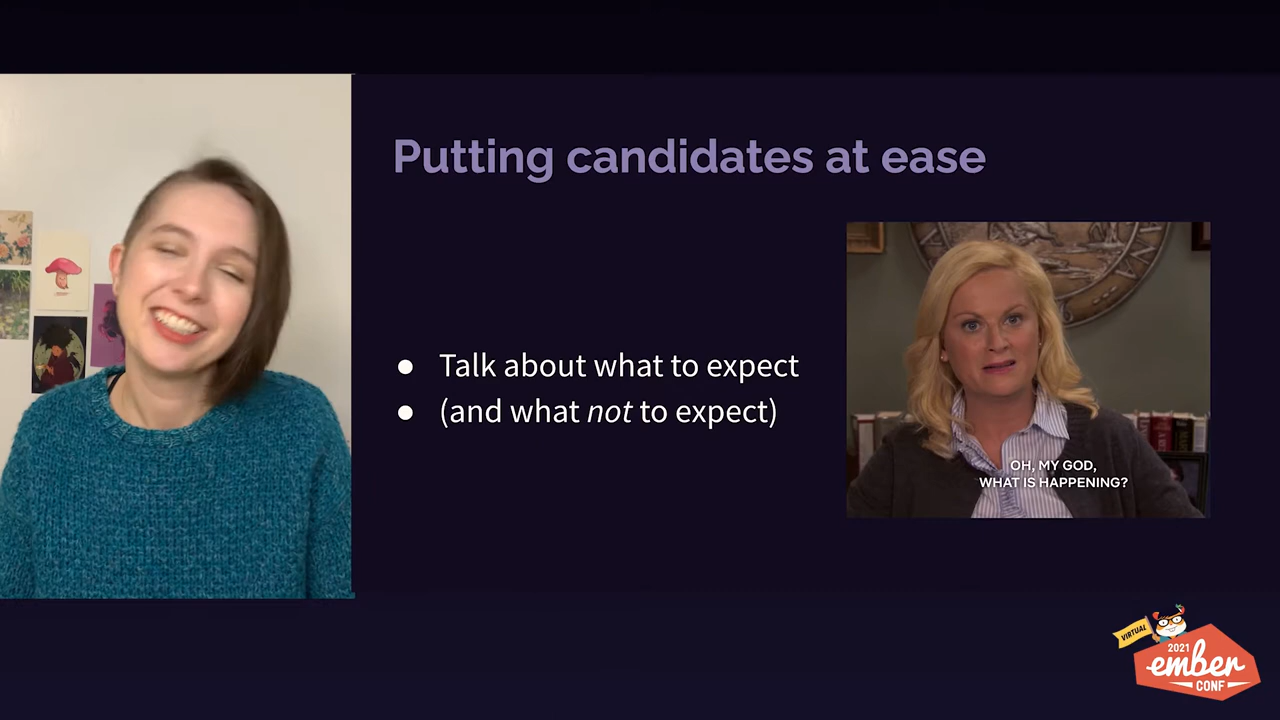 Putting candidates at ease
● Talk about what to expect
● (and what not to expect)
OH, MY GOD,
WHAT IS HAPPENING?
VIRTUAL
2021
ember
CONF